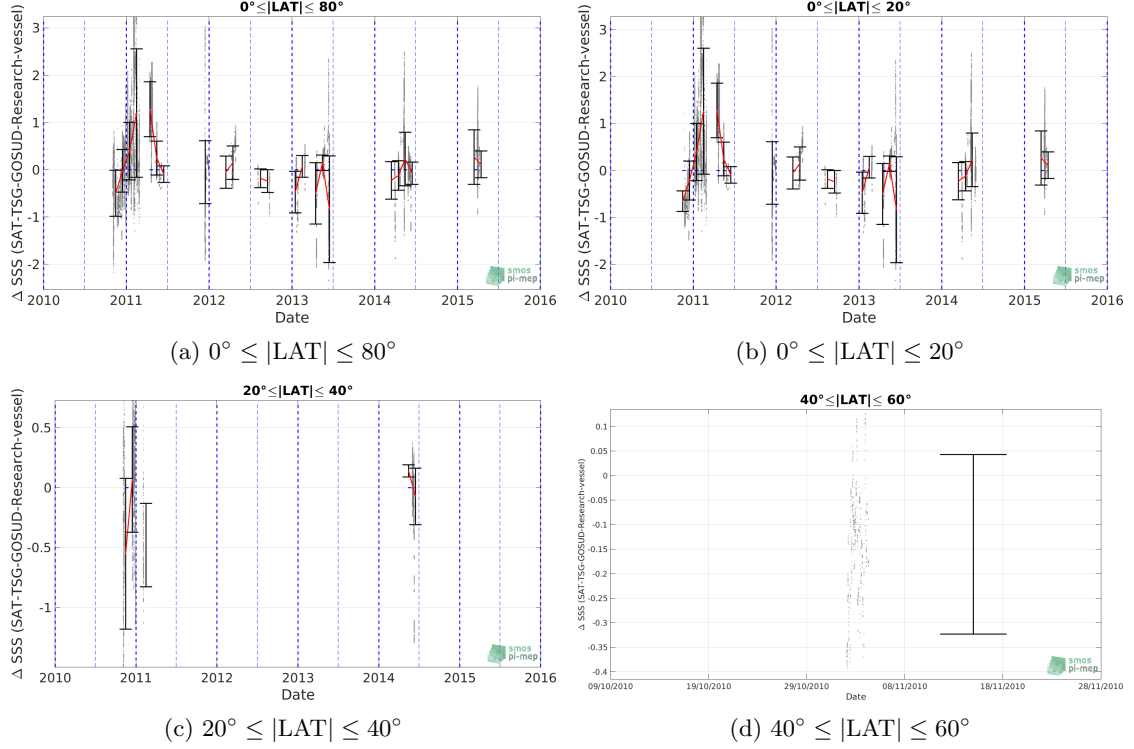 0°≤|LAT|≤ 80°
Δ SSS (SAT-TSG-GOSUD-Research-vessel)
3
2
1
0
-1
-2
2010 2011 2012 2013 2014 2015 2016
Date
smos
pi-mep
(a) 0° ≤ |LAT| ≤ 80°
0°≤|LAT|≤ 20°
Δ SSS (SAT-TSG-GOSUD-Research-vessel)
3
2
1
0
-1
-2
2010 2011 2012 2013 2014 2015 2016
Date
smos
pi-mep
(b) 0° ≤ |LAT| ≤ 20°
20°≤|LAT|≤ 40°
Δ SSS (SAT-TSG-GOSUD-Research-vessel)
0.5
0
-0.5
-1
2010 2011 2012 2013 2014 2015 2016
Date
smos
pi-mep
(c) 20° ≤ |LAT| ≤ 40°
40°≤|LAT|≤ 60°
Δ SSS (SAT-TSG-GOSUD-Research-vessel)
0.1
0.05
0
-0.05
-0.1
-0.15
-0.2
-0.25
-0.3
-0.35
-0.4
09/10/2010 19/10/2010 29/10/2010 08/11/2010 18/11/2010 28/11/2010
Date
smos
pi-mep
(d) 40° ≤ |LAT| ≤ 60°